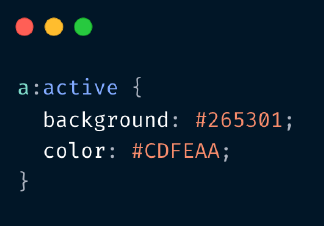 a:active {
  background: #265301;
  color: #CDFEAA;
}